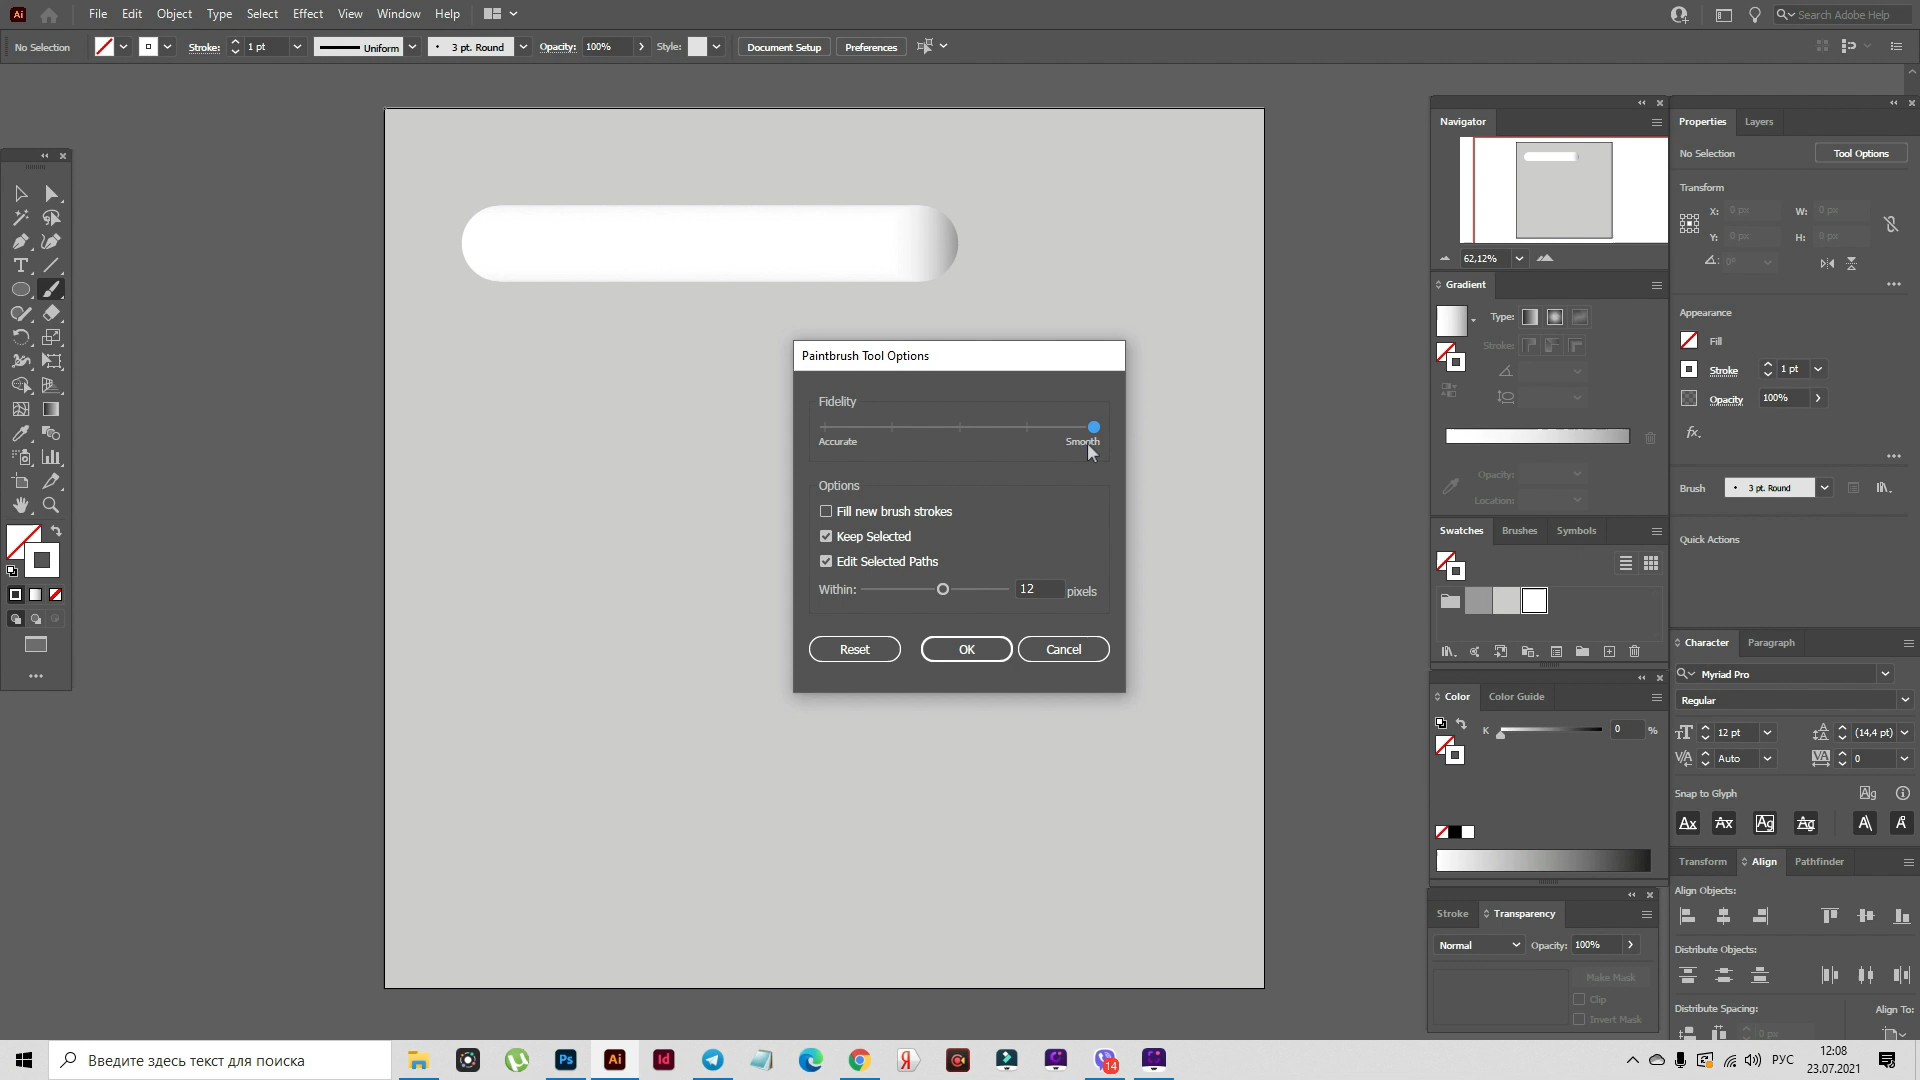 Ai File Edit Object Type Select Effect View Window Help Search Adobe Help
No Selection Stroke: 1 pt Uniform 3 pt. Round Opacity: 100% Style: Document Setup Preferences
Navigator
Properties Layers
No Selection Tool Options
Transform
X: 0 px W: 0 px
Y: 0 px H: 0 px
0°
62,12%
Gradient
Type:
Stroke:
Opacity:
Location:
Appearance
Fill
Stroke 1 pt
Opacity 100%
fx.
Brush 3 pt. Round
Quick Actions
Paintbrush Tool Options
Fidelity
Accurate Smooth
Options
Fill new brush strokes
Keep Selected
Edit Selected Paths
Within: 12 pixels
Reset OK Cancel
Swatches Brushes Symbols
Color Color Guide
K 0 %
Character Paragraph
Myriad Pro
Regular
12 pt (14,4 pt)
Auto 0
Snap to Glyph
Transform Align Pathfinder
Align Objects:
Distribute Objects:
Distribute Spacing: Align To:
0 px
Stroke Transparency
Normal Opacity: 100%
Make Mask
Clip
Invert Mask
Введите здесь текст для поиска
Ps Ai Id Я 14
РУС 12:08
23.07.2021